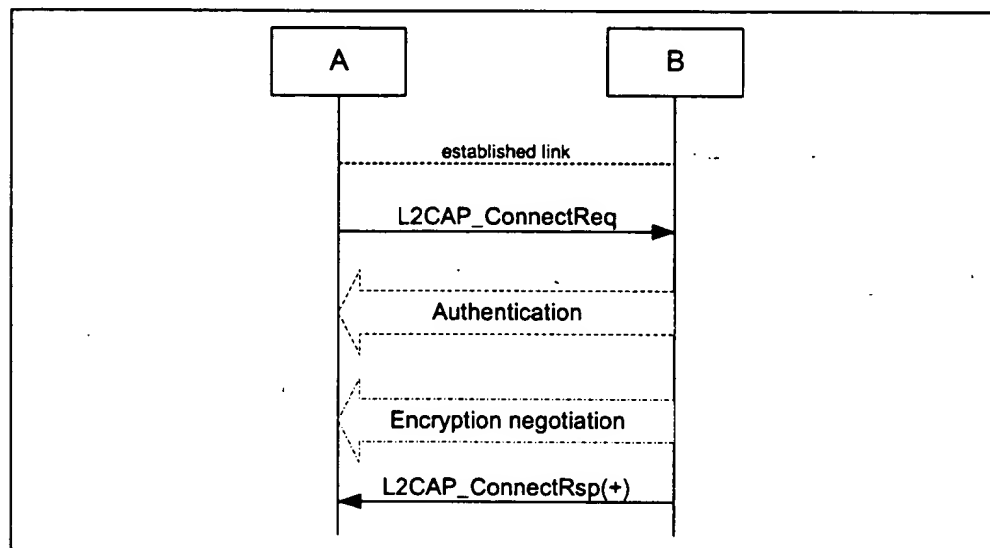 A
B
established link
L2CAP_ConnectReq
Authentication
Encryption negotiation
L2CAP_ConnectRsp(+)